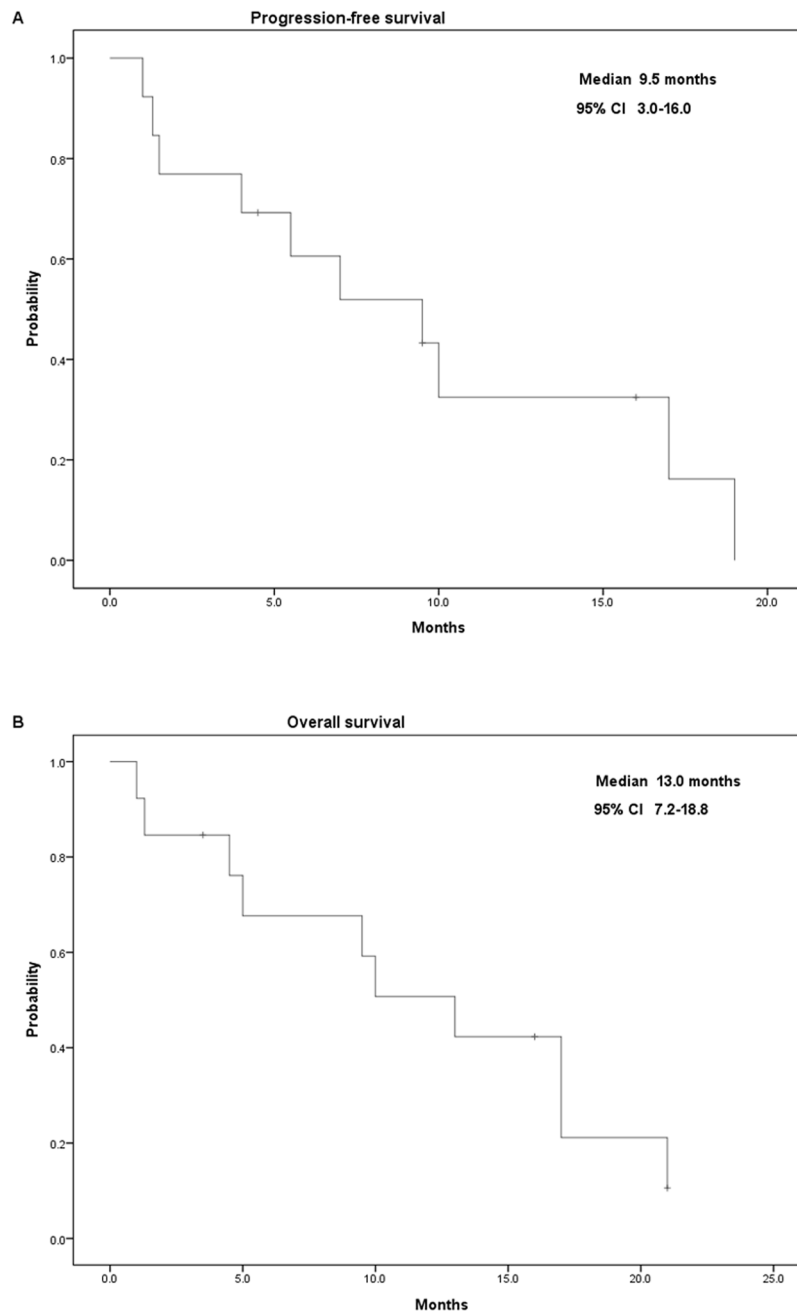 A
Progression-free survival
Median 9.5 months
95% CI 3.0-16.0
1.0
0.8
0.6
0.4
0.2
0.0
Probability
0.0 5.0 10.0 15.0 20.0
Months
B
Overall survival
Median 13.0 months
95% CI 7.2-18.8
1.0
0.8
0.6
0.4
0.2
0.0
Probability
0.0 5.0 10.0 15.0 20.0 25.0
Months